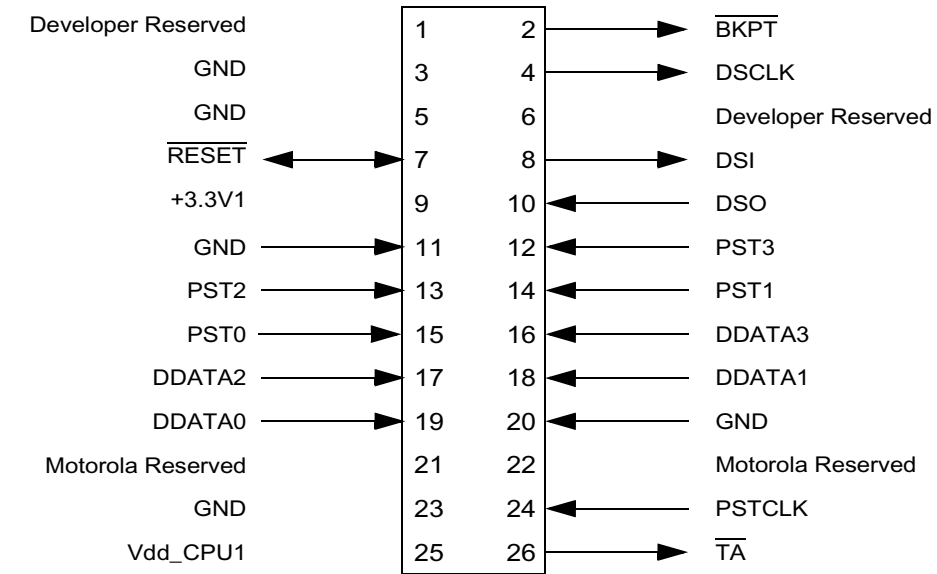 Developer Reserved 1 2 BKPT
GND 3 4 DSCLK
GND 5 6 Developer Reserved
RESET 7 8 DSI
+3.3V1 9 10 DSO
GND 11 12 PST3
PST2 13 14 PST1
PST0 15 16 DDATA3
DDATA2 17 18 DDATA1
DDATA0 19 20 GND
Motorola Reserved 21 22 Motorola Reserved
GND 23 24 PSTCLK
Vdd_CPU1 25 26 TA